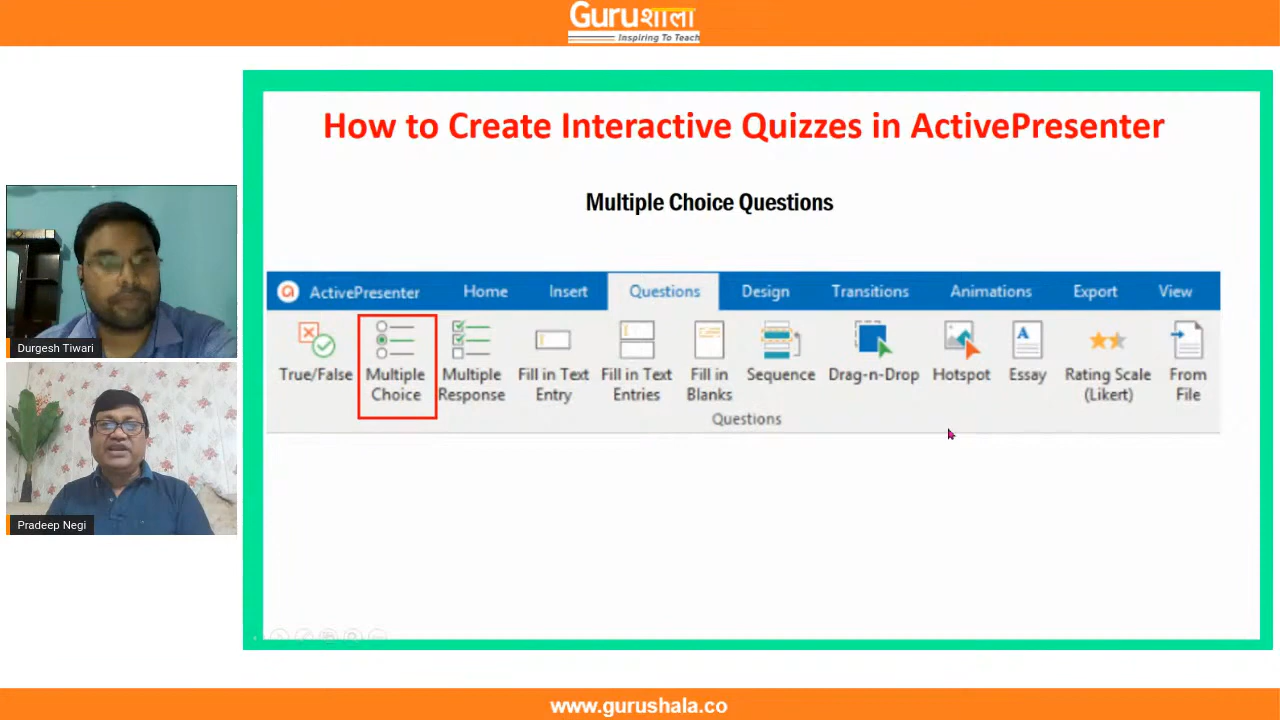 Guruशाला
Inspiring To Teach
How to Create Interactive Quizzes in ActivePresenter
Multiple Choice Questions
ActivePresenter Home Insert Questions Design Transitions Animations Export View
True/False Multiple Choice Multiple Response Fill in Text Entry Fill in Text Entries Fill in Blanks Sequence Drag-n-Drop Hotspot Essay Rating Scale (Likert) From File
Questions
Durgesh Tiwari
Pradeep Negi
www.gurushala.co